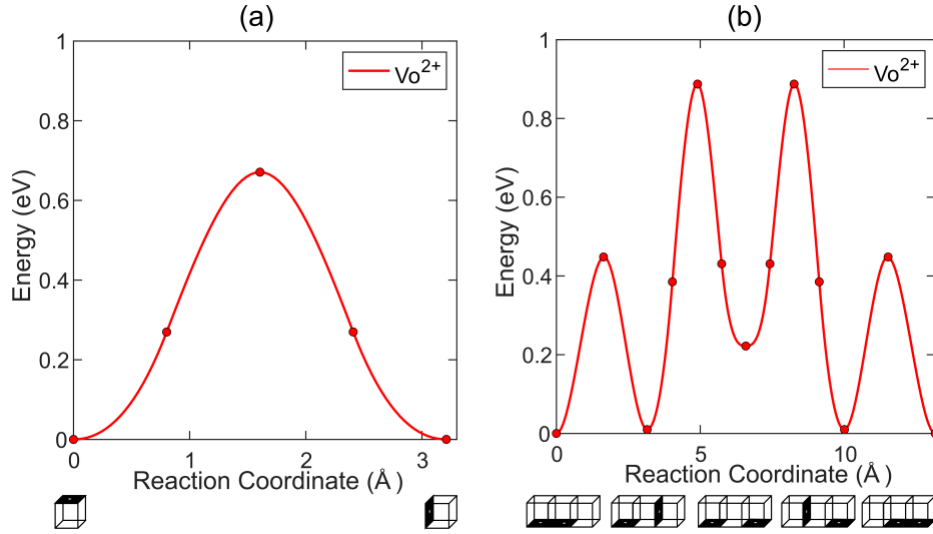 (a)
1
0.8
0.6
0.4
0.2
0
Energy (eV)
Vo²⁺
0
1
2
3
Reaction Coordinate (Å)
(b)
1
0.8
0.6
0.4
0.2
0
Energy (eV)
Vo²⁺
0
5
10
Reaction Coordinate (Å)